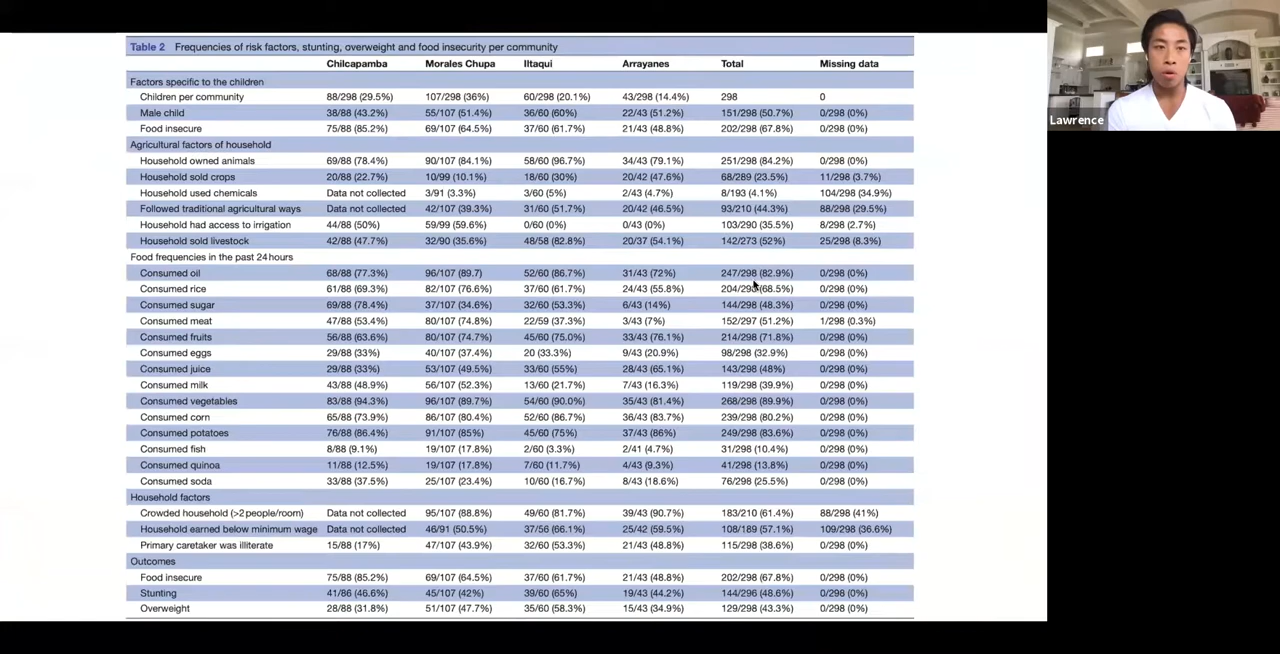 Table 2 Frequencies of risk factors, stunting, overweight and food insecurity per community
Chilcapamba Morales Chupa Iltaqui Arrayanes Total Missing data
Factors specific to the children
Children per community 88/298 (29.5%) 107/298 (36%) 60/298 (20.1%) 43/298 (14.4%) 298 0
Male child 38/88 (43.2%) 55/107 (51.4%) 36/60 (60%) 22/43 (51.2%) 151/298 (50.7%) 0/298 (0%)
Food insecure 75/88 (85.2%) 69/107 (64.5%) 37/60 (61.7%) 21/43 (48.8%) 202/298 (67.8%) 0/298 (0%)
Agricultural factors of household
Household owned animals 69/88 (78.4%) 90/107 (84.1%) 58/60 (96.7%) 34/43 (79.1%) 251/298 (84.2%) 0/298 (0%)
Household sold crops 20/88 (22.7%) 10/99 (10.1%) 18/60 (30%) 20/42 (47.6%) 68/289 (23.5%) 11/298 (3.7%)
Household used chemicals Data not collected 3/91 (3.3%) 3/60 (5%) 2/43 (4.7%) 8/193 (4.1%) 104/298 (34.9%)
Followed traditional agricultural ways Data not collected 42/107 (39.3%) 31/60 (51.7%) 20/42 (46.5%) 93/210 (44.3%) 88/298 (29.5%)
Household had access to irrigation 44/88 (50%) 59/99 (59.6%) 0/60 (0%) 0/43 (0%) 103/290 (35.5%) 8/298 (2.7%)
Household sold livestock 42/88 (47.7%) 32/90 (35.6%) 48/58 (82.8%) 20/37 (54.1%) 142/273 (52%) 25/298 (8.3%)
Food frequencies in the past 24 hours
Consumed oil 68/88 (77.3%) 96/107 (89.7) 52/60 (86.7%) 31/43 (72%) 247/298 (82.9%) 0/298 (0%)
Consumed rice 61/88 (69.3%) 82/107 (76.6%) 37/60 (61.7%) 24/43 (55.8%) 204/298 (68.5%) 0/298 (0%)
Consumed sugar 69/88 (78.4%) 37/107 (34.6%) 32/60 (53.3%) 6/43 (14%) 144/298 (48.3%) 0/298 (0%)
Consumed meat 47/88 (53.4%) 80/107 (74.8%) 22/59 (37.3%) 3/43 (7%) 152/297 (51.2%) 1/298 (0.3%)
Consumed fruits 56/88 (63.6%) 80/107 (74.7%) 45/60 (75.0%) 33/43 (76.1%) 214/298 (71.8%) 0/298 (0%)
Consumed eggs 29/88 (33%) 40/107 (37.4%) 20 (33.3%) 9/43 (20.9%) 98/298 (32.9%) 0/298 (0%)
Consumed juice 29/88 (33%) 53/107 (49.5%) 33/60 (55%) 28/43 (65.1%) 143/298 (48%) 0/298 (0%)
Consumed milk 43/88 (48.9%) 56/107 (52.3%) 13/60 (21.7%) 7/43 (16.3%) 119/298 (39.9%) 0/298 (0%)
Consumed vegetables 83/88 (94.3%) 96/107 (89.7%) 54/60 (90.0%) 35/43 (81.4%) 268/298 (89.9%) 0/298 (0%)
Consumed corn 65/88 (73.9%) 86/107 (80.4%) 52/60 (86.7%) 36/43 (83.7%) 239/298 (80.2%) 0/298 (0%)
Consumed potatoes 76/88 (86.4%) 91/107 (85%) 45/60 (75%) 37/43 (86%) 249/298 (83.6%) 0/298 (0%)
Consumed fish 8/88 (9.1%) 19/107 (17.8%) 2/60 (3.3%) 2/41 (4.7%) 31/298 (10.4%) 0/298 (0%)
Consumed quinoa 11/88 (12.5%) 19/107 (17.8%) 7/60 (11.7%) 4/43 (9.3%) 41/298 (13.8%) 0/298 (0%)
Consumed soda 33/88 (37.5%) 25/107 (23.4%) 10/60 (16.7%) 8/43 (18.6%) 76/298 (25.5%) 0/298 (0%)
Household factors
Crowded household (>2 people/room) Data not collected 95/107 (88.8%) 49/60 (81.7%) 39/43 (90.7%) 183/210 (61.4%) 88/298 (41%)
Household earned below minimum wage Data not collected 46/91 (50.5%) 37/56 (66.1%) 25/42 (59.5%) 108/189 (57.1%) 109/298 (36.6%)
Primary caretaker was illiterate 15/88 (17%) 47/107 (43.9%) 32/60 (53.3%) 21/43 (48.8%) 115/298 (38.6%) 0/298 (0%)
Outcomes
Food insecure 75/88 (85.2%) 69/107 (64.5%) 37/60 (61.7%) 21/43 (48.8%) 202/298 (67.8%) 0/298 (0%)
Stunting 41/86 (46.6%) 45/107 (42%) 39/60 (65%) 19/43 (44.2%) 144/296 (48.6%) 0/298 (0%)
Overweight 28/88 (31.8%) 51/107 (47.7%) 35/60 (58.3%) 15/43 (34.9%) 129/298 (43.3%) 0/298 (0%)
Lawrence